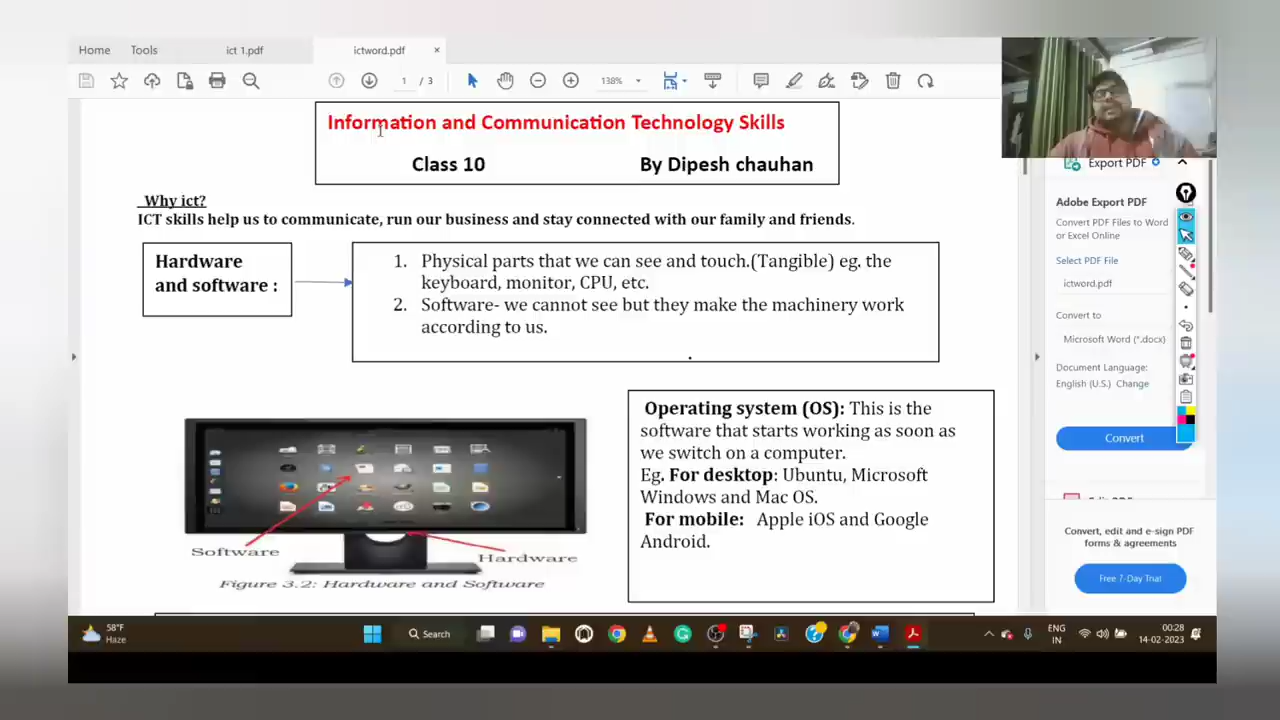 Home Tools ict 1.pdf ictword.pdf ×
1 / 3 138%
Information and Communication Technology Skills
Class 10 By Dipesh chauhan
Why ict?
ICT skills help us to communicate, run our business and stay connected with our family and friends.
Hardware
and software :
1. Physical parts that we can see and touch.(Tangible) eg. the
keyboard, monitor, CPU, etc.
2. Software- we cannot see but they make the machinery work
according to us.
Operating system (OS): This is the
software that starts working as soon as
we switch on a computer.
Eg. For desktop: Ubuntu, Microsoft
Windows and Mac OS.
For mobile: Apple iOS and Google
Android.
Software
Hardware
Figure 3.2: Hardware and Software
Export PDF
Adobe Export PDF
Convert PDF Files to Word
or Excel Online
Select PDF File
ictword.pdf
Convert to
Microsoft Word (*.docx)
Document Language:
English (U.S.) Change
Convert
Convert, edit and e-sign PDF
forms & agreements
Free 7-Day Trial
58°F
Haze
Search
ENG
IN
00:28
14-02-2023